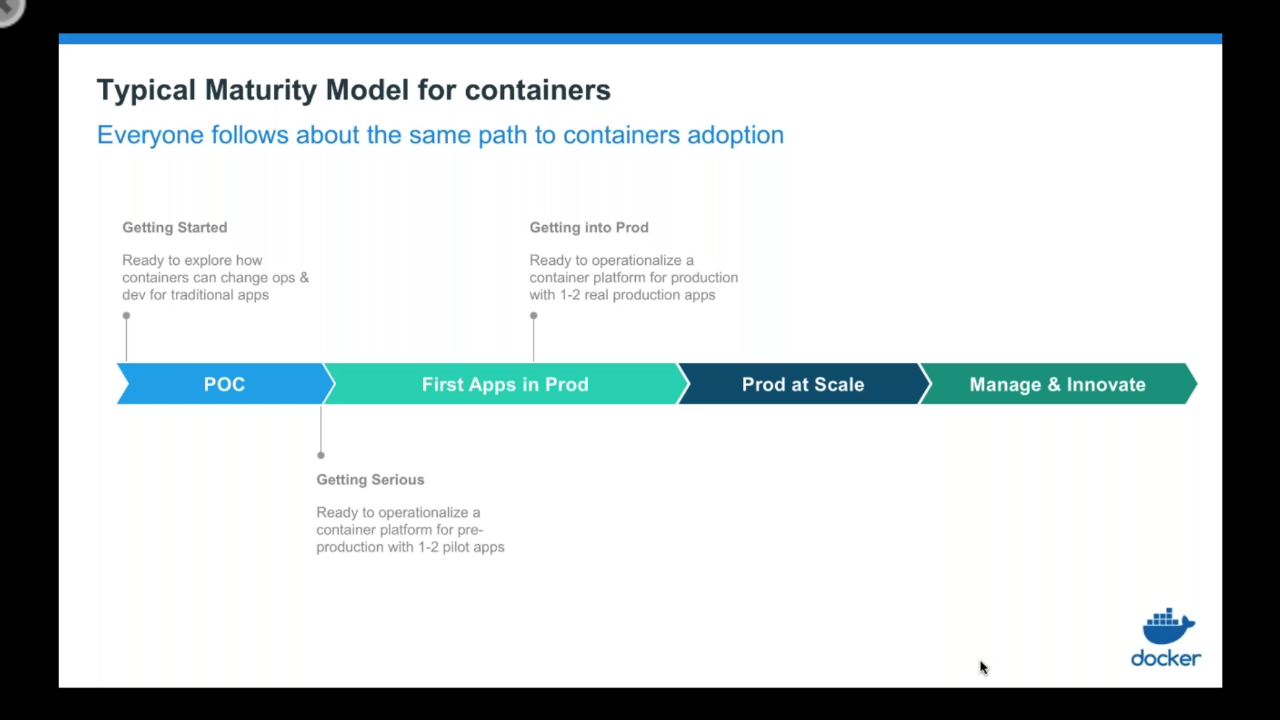 Typical Maturity Model for containers
Everyone follows about the same path to containers adoption
Getting Started
Ready to explore how
containers can change ops &
dev for traditional apps
Getting into Prod
Ready to operationalize a
container platform for production
with 1-2 real production apps
POC
First Apps in Prod
Prod at Scale
Manage & Innovate
Getting Serious
Ready to operationalize a
container platform for pre-
production with 1-2 pilot apps
docker